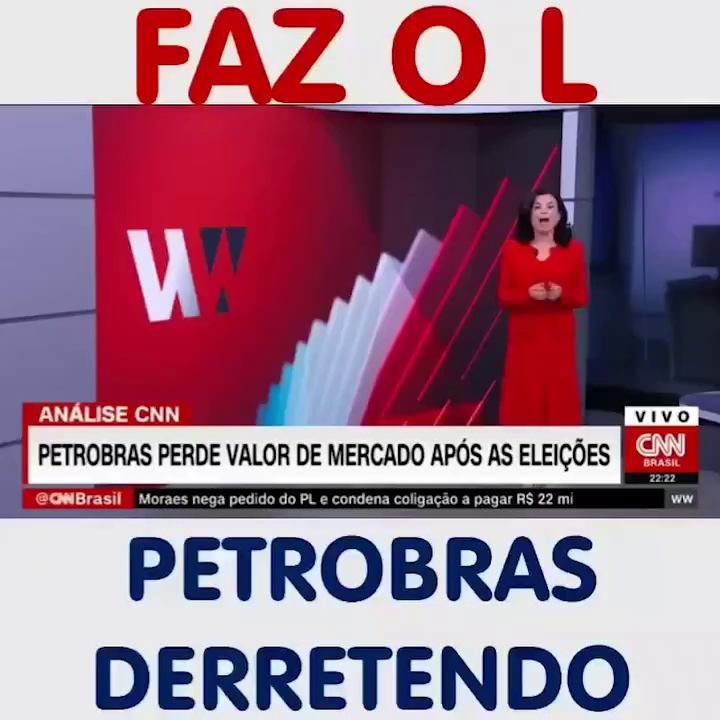 FAZ O L
WW
ANÁLISE CNN
VIVO
PETROBRAS PERDE VALOR DE MERCADO APÓS AS ELEIÇÕES
CNN
BRASIL
22:22
@CNNBrasil Moraes nega pedido do PL e condena coligação a pagar R$ 22 mi
WW
PETROBRAS
DERRETENDO